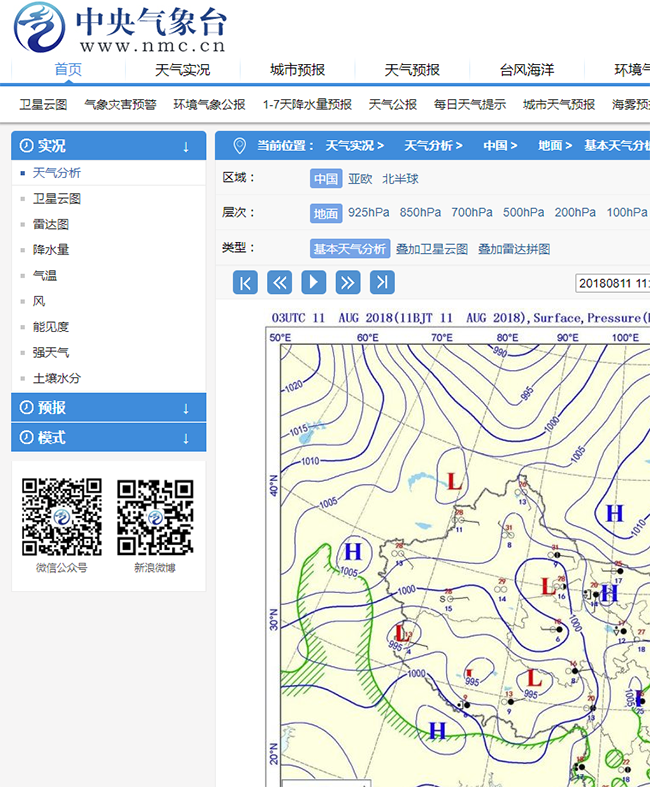 中央气象台
www.nmc.cn
首页 天气实况 城市预报 天气预报 台风海洋 环境气
卫星云图 气象灾害预警 环境气象公报 1-7天降水量预报 天气公报 每日天气提示 城市天气预报 海雾预
实况 ↓
天气分析
卫星云图
雷达图
降水量
气温
风
能见度
强天气
土壤水分
预报 ↓
模式 ↓
微信公众号 新浪微博
当前位置： 天气实况 > 天气分析 > 中国 > 地面 > 基本天气分析
区域： 中国 亚欧 北半球
层次： 地面 925hPa 850hPa 700hPa 500hPa 200hPa 100hPa
类型： 基本天气分析 叠加卫星云图 叠加雷达拼图
20180811 11:
03UTC 11 AUG 2018(11BJT 11 AUG 2018),Surface,Pressure(
50°E 60°E 70°E 80°E 90°E 100°E
990
1020
995
1015
1000
1005
1010
40°N
L
1005
H
H
1005
1000
L
H
30°N
1000
L
995
1000
L
995
L
995
1005
H
20°N